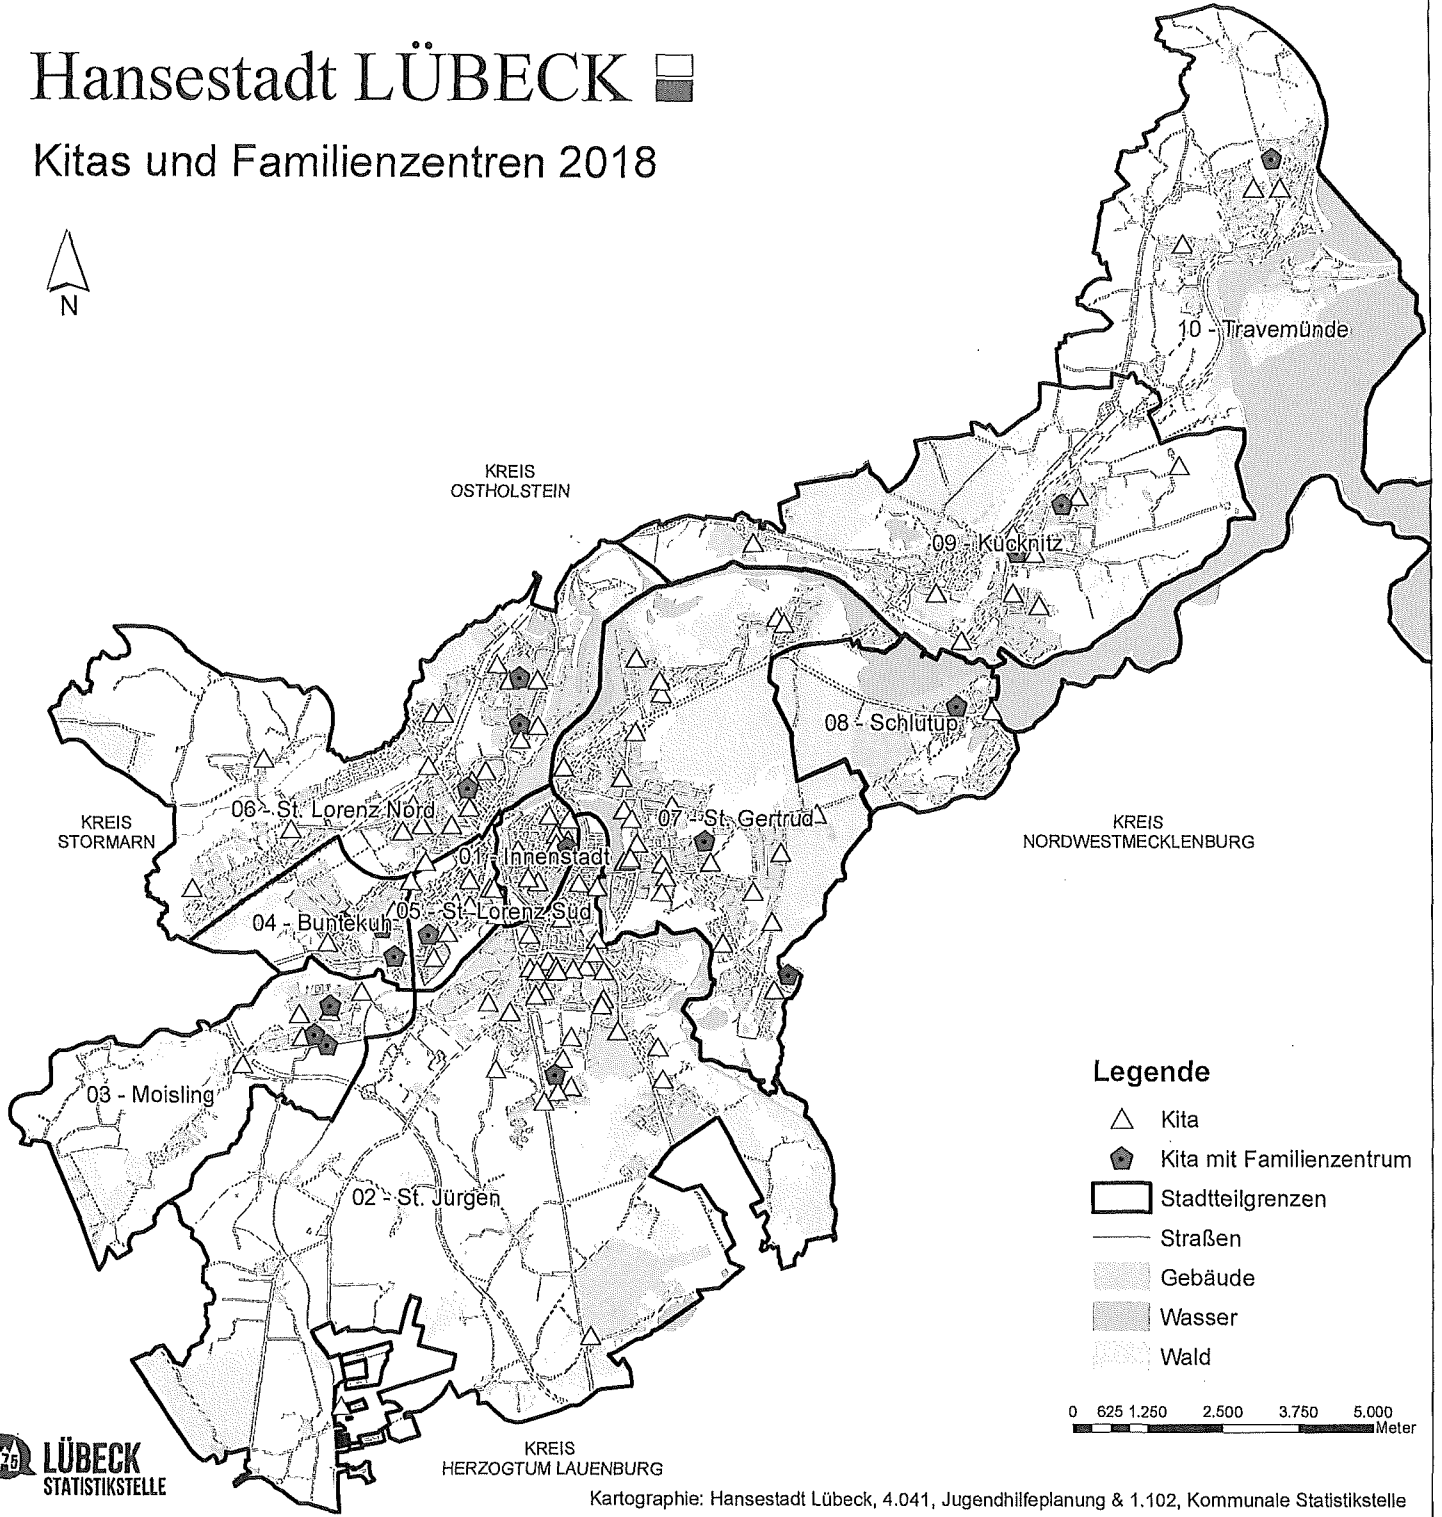 Hansestadt LÜBECK
Kitas und Familienzentren 2018
N
10 - Travemünde
KREIS
OSTHOLSTEIN
09 - Kücknitz
08 - Schlutup
06 - St. Lorenz Nord
07 - St. Gertrud
KREIS
STORMARN
KREIS
NORDWESTMECKLENBURG
01 - Innenstadt
04 - Buntekuh
05 - St. Lorenz Süd
03 - Moisling
02 - St. Jürgen
Legende
Kita
Kita mit Familienzentrum
Stadtteilgrenzen
Straßen
Gebäude
Wasser
Wald
0 625 1.250 2.500 3.750 5.000
Meter
LÜBECK
STATISTIKSTELLE
KREIS
HERZOGTUM LAUENBURG
Kartographie: Hansestadt Lübeck, 4.041, Jugendhilfeplanung & 1.102, Kommunale Statistikstelle